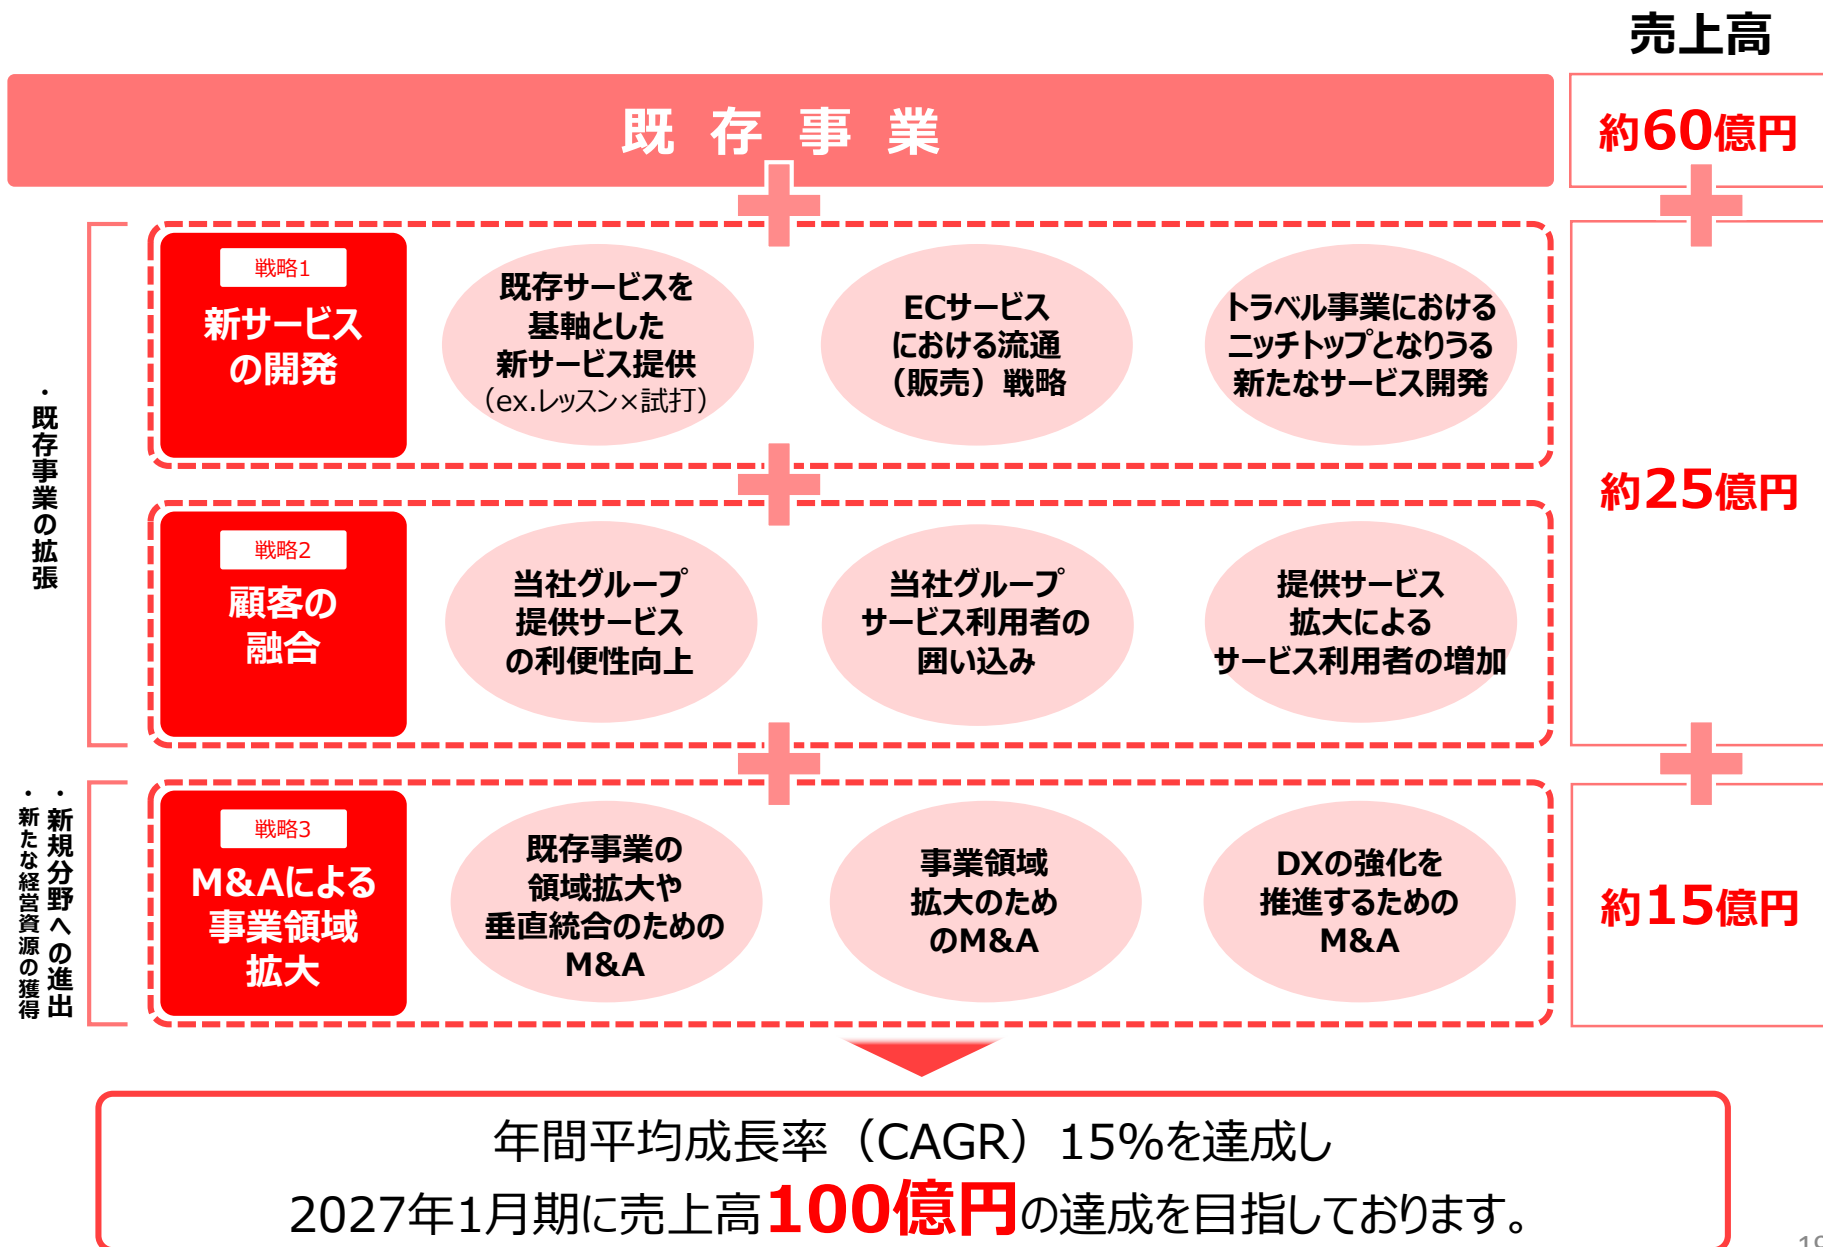 売上高
既存事業
約60億円
・既存事業の拡張
戦略1
新サービス
の開発
既存サービスを
基軸とした
新サービス提供
(ex.レッスン×試打)
ECサービス
における流通
（販売）戦略
トラベル事業における
ニッチトップとなりうる
新たなサービス開発
約25億円
戦略2
顧客の
融合
当社グループ
提供サービス
の利便性向上
当社グループ
サービス利用者の
囲い込み
提供サービス
拡大による
サービス利用者の増加
・新規分野への進出
・新たな経営資源の獲得
戦略3
M&Aによる
事業領域
拡大
既存事業の
領域拡大や
垂直統合のための
M&A
事業領域
拡大のため
のM&A
DXの強化を
推進するための
M&A
約15億円
年間平均成長率（CAGR）15%を達成し
2027年1月期に売上高100億円の達成を目指しております。
19